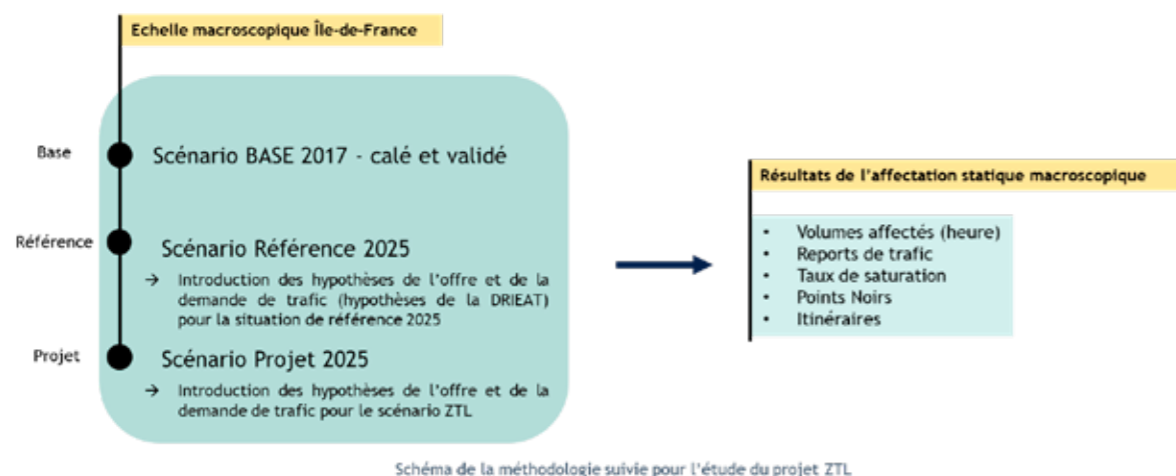 Echelle macroscopique Île-de-France
Base
Scénario BASE 2017 - calé et validé
Référence
Scénario Référence 2025
→ Introduction des hypothèses de l'offre et de la
demande de trafic (hypothèses de la DRIEAT)
pour la situation de référence 2025
Projet
Scénario Projet 2025
→ Introduction des hypothèses de l'offre et de la
demande de trafic pour le scénario ZTL
Résultats de l'affectation statique macroscopique
• Volumes affectés (heure)
• Reports de trafic
• Taux de saturation
• Points Noirs
• Itinéraires
Schéma de la méthodologie suivie pour l'étude du projet ZTL